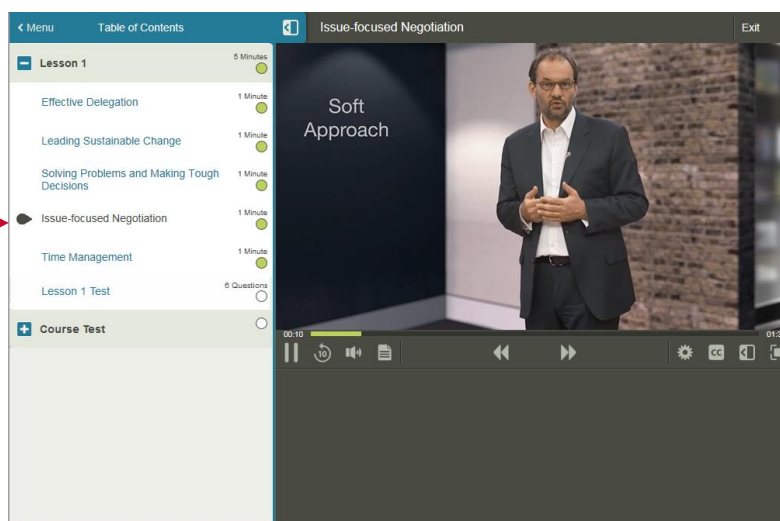 Menu
Table of Contents
Issue-focused Negotiation
Exit
Lesson 1
5 Minutes
Effective Delegation
1 Minute
Leading Sustainable Change
1 Minute
Solving Problems and Making Tough
Decisions
1 Minute
Issue-focused Negotiation
1 Minute
Time Management
1 Minute
Lesson 1 Test
6 Questions
Course Test
Soft
Approach
00:10
10
CC